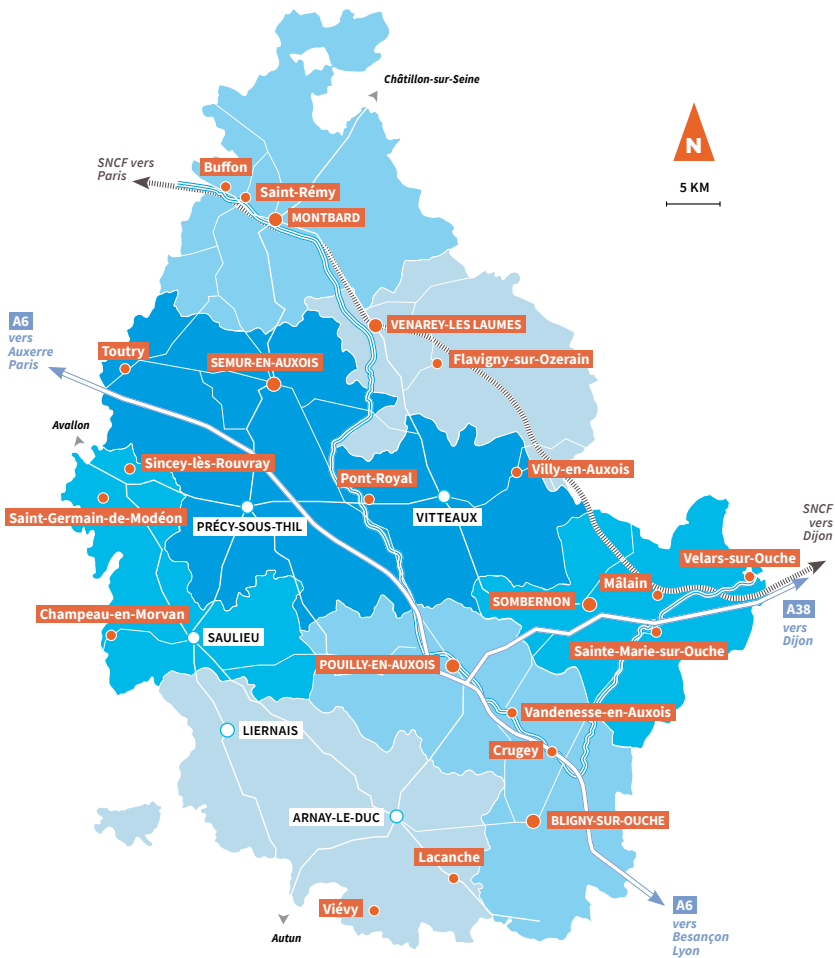 Châtillon-sur-Seine
N
5 KM
SNCF vers
Paris
Buffon
Saint-Rémy
MONTBARD
A6
vers
Auxerre
Paris
VENAREY-LES LAUMES
Toutry
SEMUR-EN-AUXOIS
Flavigny-sur-Ozerain
Avallon
Sincey-lès-Rouvray
Villy-en-Auxois
Pont-Royal
Saint-Germain-de-Modéon
PRÉCY-SOUS-THIL
VITTEAUX
SNCF
vers
Dijon
Velars-sur-Ouche
Mâlain
SOMBERNON
A38
vers
Dijon
Champeau-en-Morvan
SAULIEU
Sainte-Marie-sur-Ouche
POUILLY-EN-AUXOIS
Vandenesse-en-Auxois
LIERNAIS
Crugey
ARNAY-LE-DUC
BLIGNY-SUR-OUCHE
Lacanche
Viévy
A6
vers
Besançon
Lyon
Autun